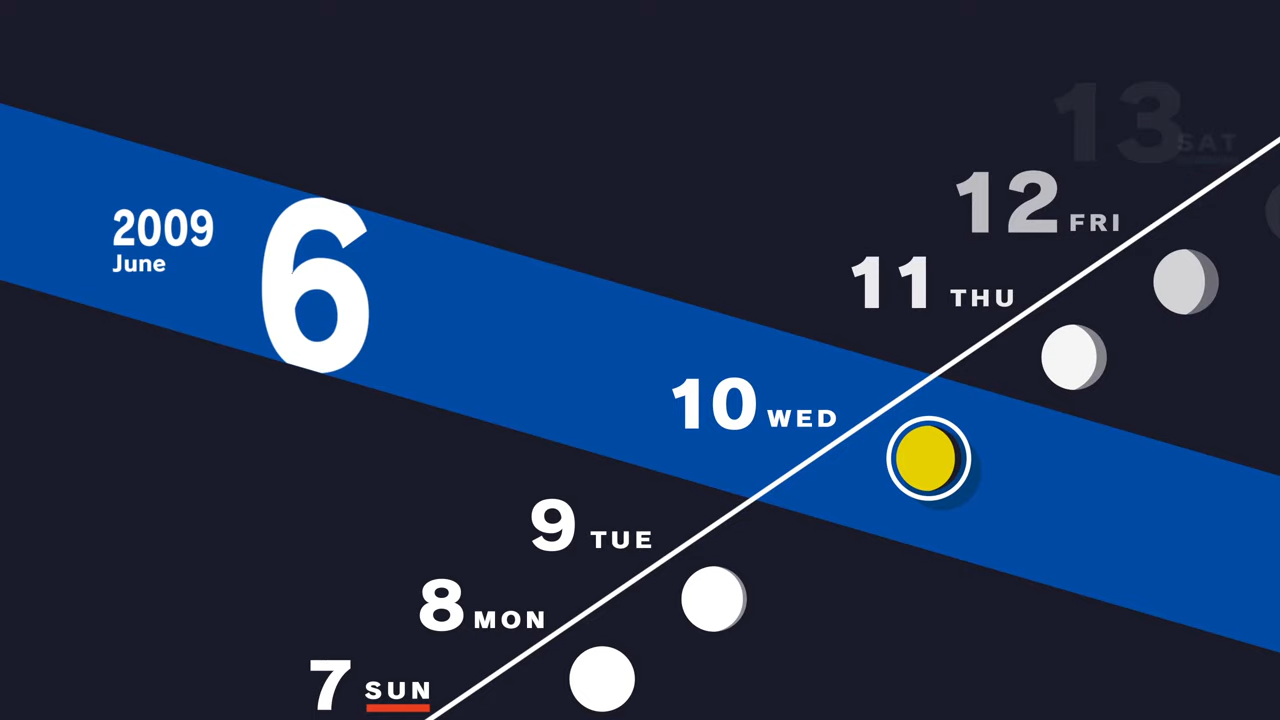 2009
June
6
13 SAT
12 FRI
11 THU
10 WED
9 TUE
8 MON
7 SUN